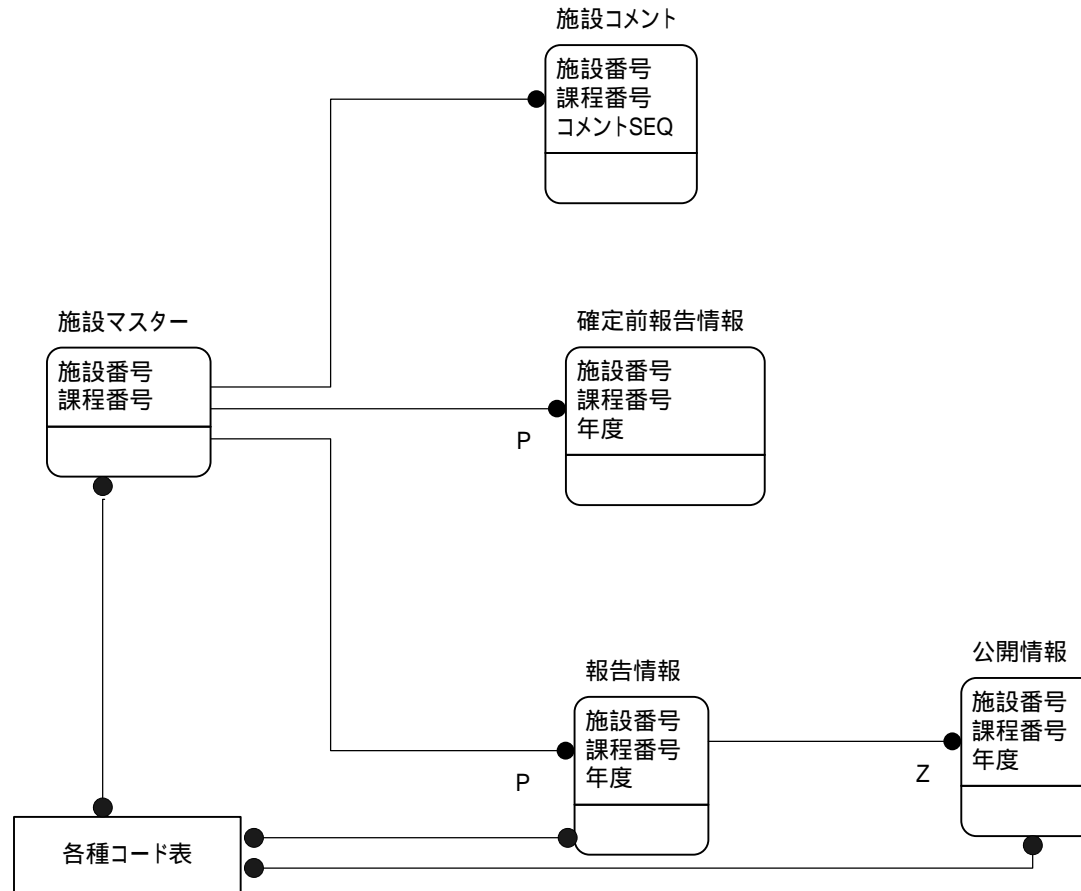 施設コメント
施設番号
課程番号
コメントSEQ
施設マスター
施設番号
課程番号
確定前報告情報
施設番号
課程番号
年度
P
報告情報
施設番号
課程番号
年度
P
公開情報
施設番号
課程番号
年度
Z
各種コード表